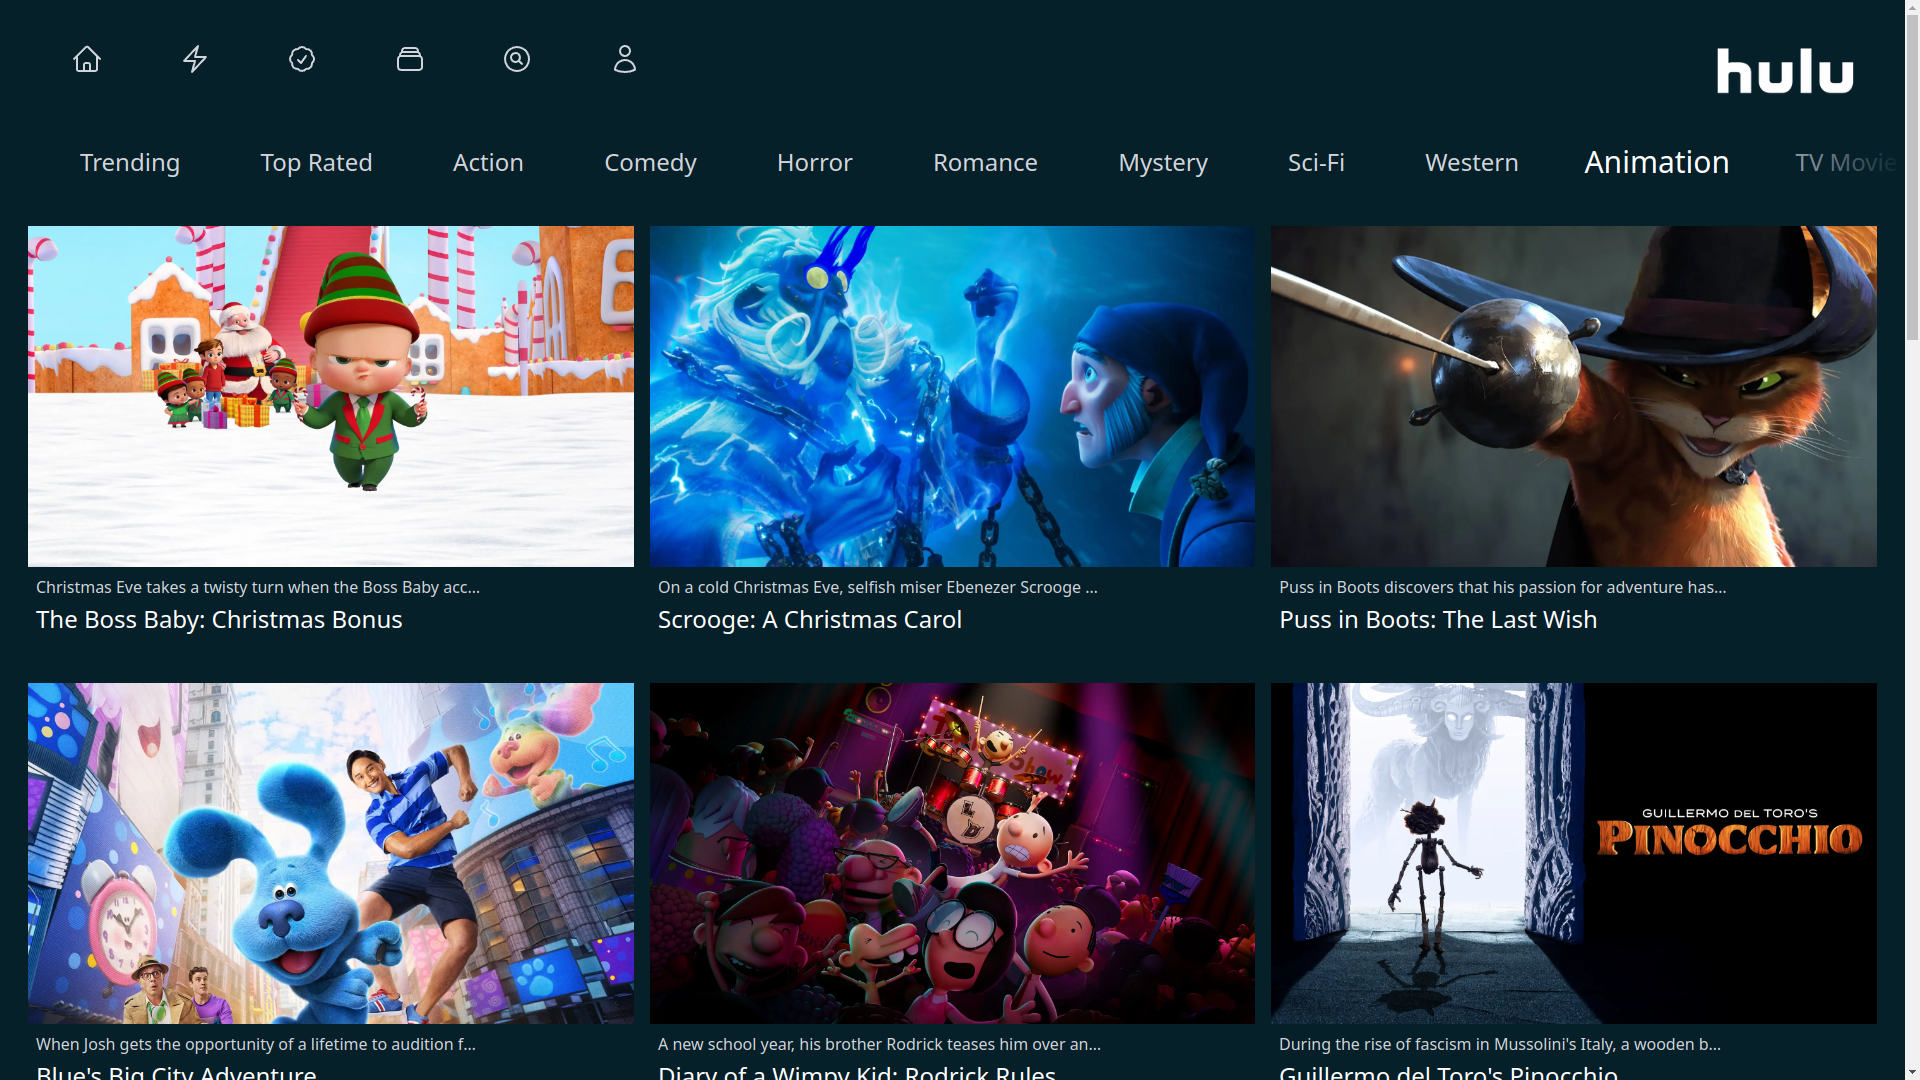 hulu
Trending Top Rated Action Comedy Horror Romance Mystery Sci-Fi Western Animation TV Movie
Christmas Eve takes a twisty turn when the Boss Baby acc...
The Boss Baby: Christmas Bonus
On a cold Christmas Eve, selfish miser Ebenezer Scrooge ...
Scrooge: A Christmas Carol
Puss in Boots discovers that his passion for adventure has...
Puss in Boots: The Last Wish
Show
GUILLERMO DEL TORO'S
PINOCCHIO
When Josh gets the opportunity of a lifetime to audition f...
Blue's Big City Adventure
A new school year, his brother Rodrick teases him over an...
Diary of a Wimpy Kid: Rodrick Rules
During the rise of fascism in Mussolini's Italy, a wooden b...
Guillermo del Toro's Pinocchio